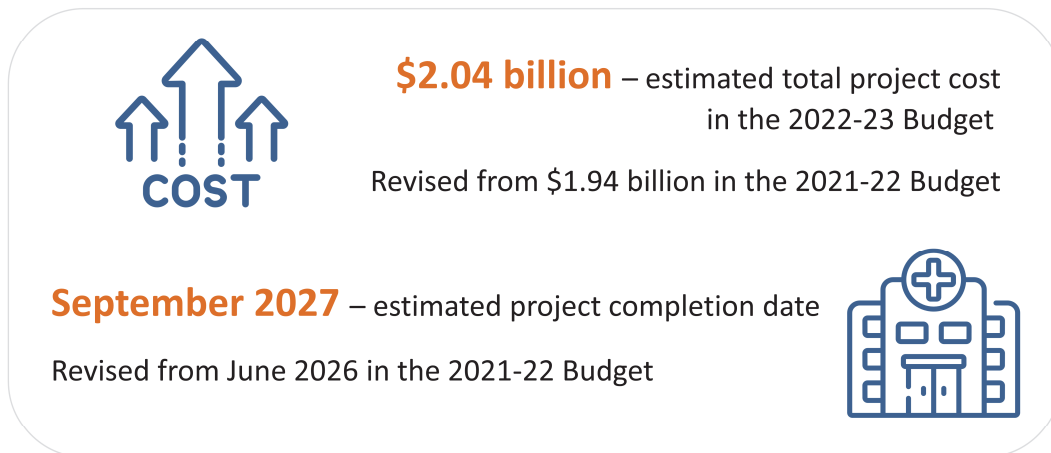 COST
$2.04 billion – estimated total project cost
in the 2022-23 Budget
Revised from $1.94 billion in the 2021-22 Budget
September 2027 – estimated project completion date
Revised from June 2026 in the 2021-22 Budget